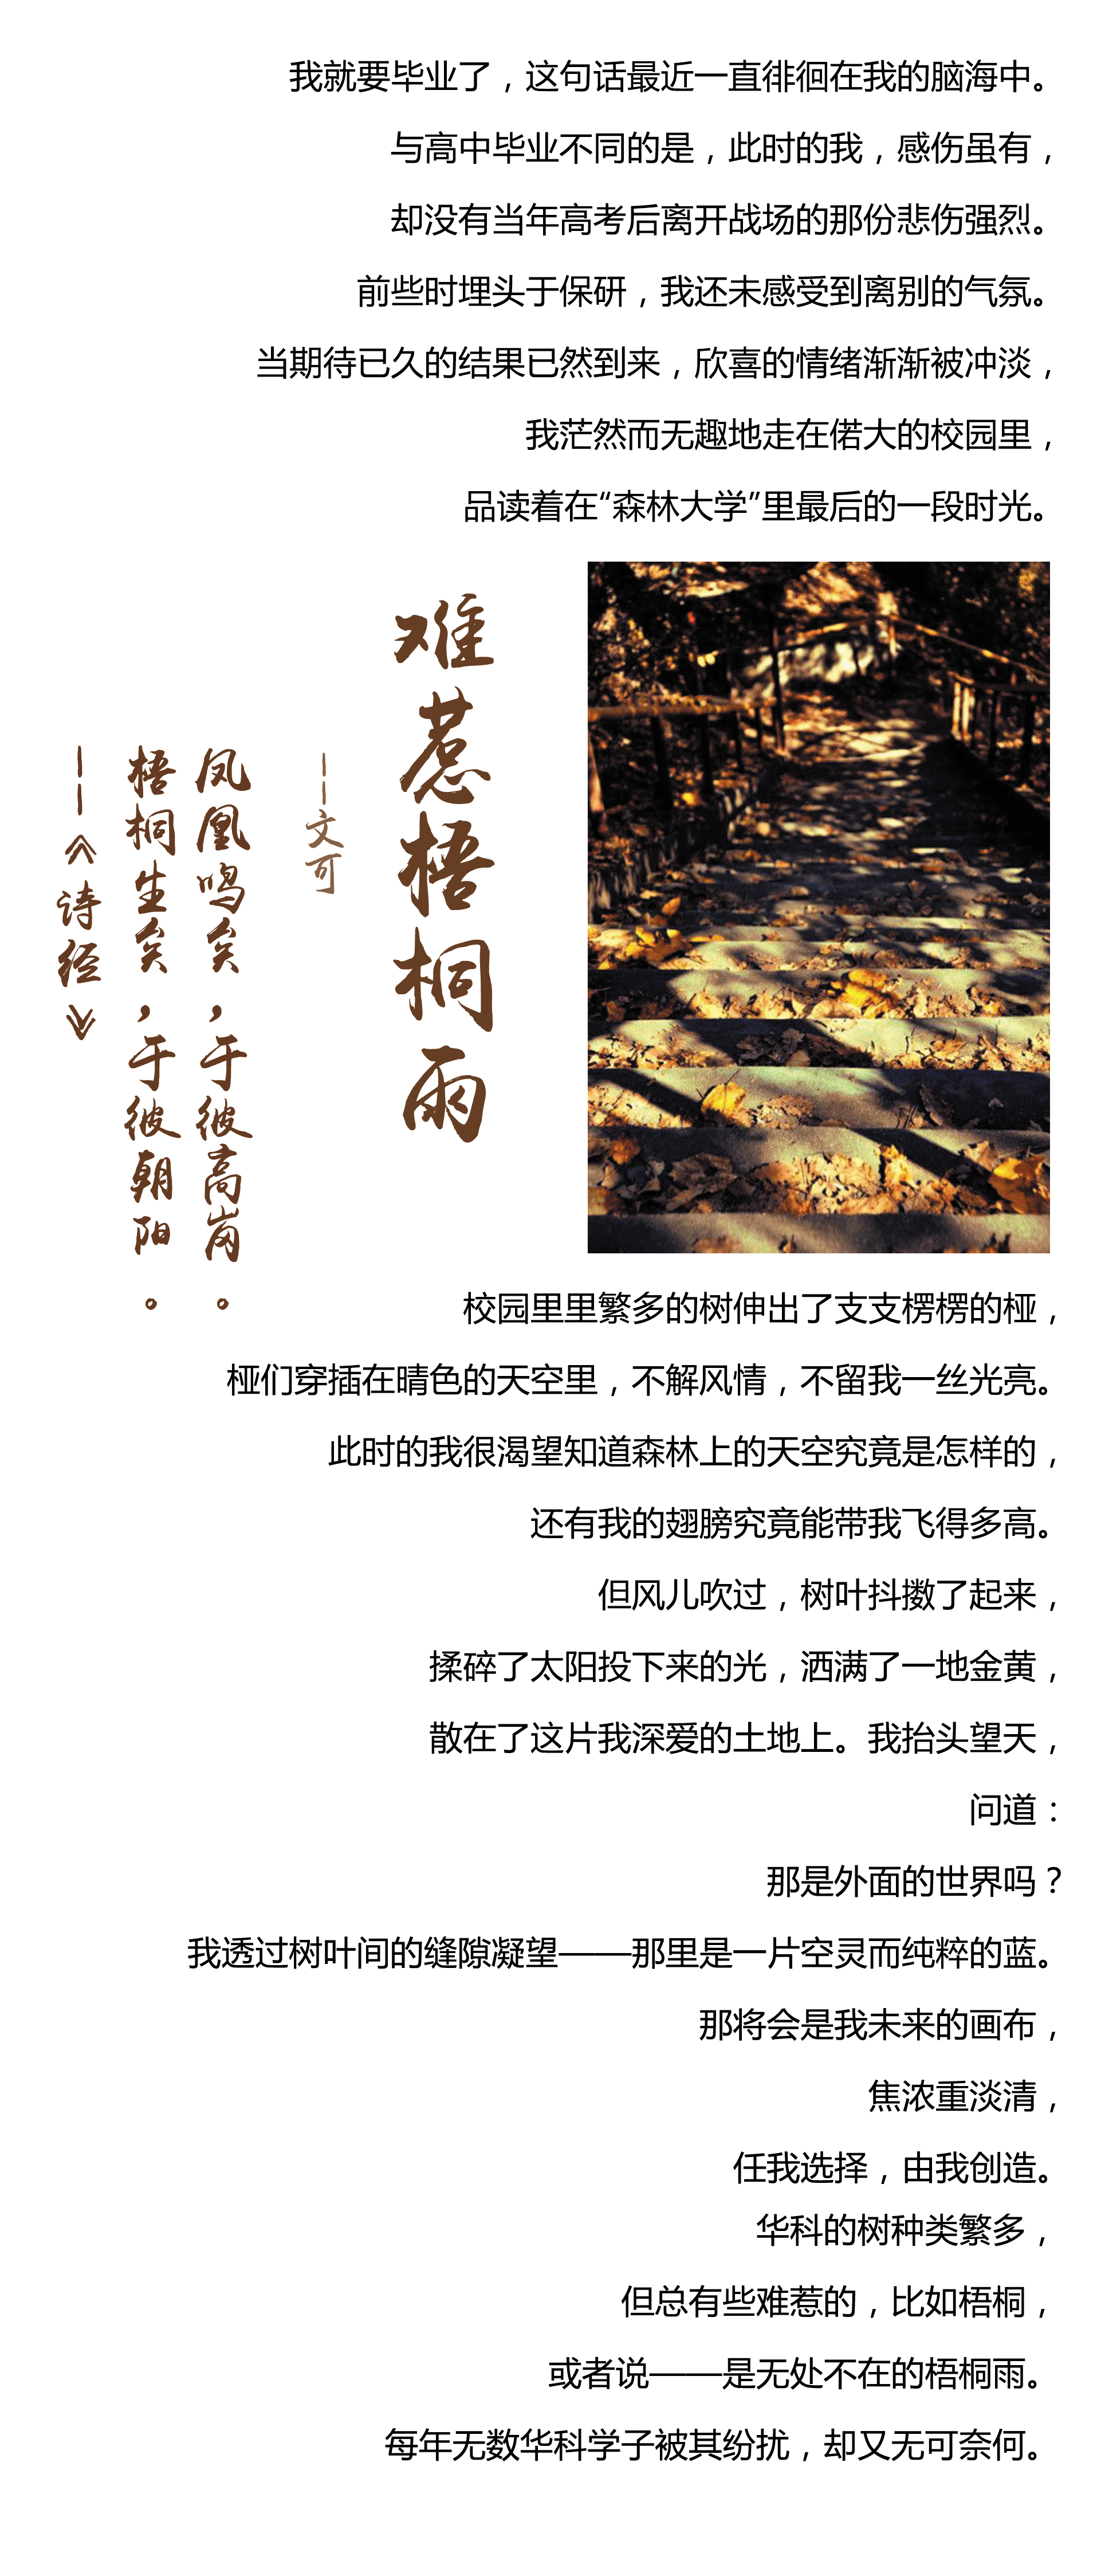 我就要毕业了，这句话最近一直徘徊在我的脑海中。
与高中毕业不同的是，此时的我，感伤虽有，
却没有当年高考后离开战场的那份悲伤强烈。
前些时埋头于保研，我还未感受到离别的气氛。
当期待已久的结果已然到来，欣喜的情绪渐渐被冲淡，
我茫然而无趣地走在偌大的校园里，
品读着在“森林大学”里最后的一段时光。
难惹梧桐雨
——文可
凤凰鸣矣，于彼高岗。
梧桐生矣，于彼朝阳。
——《诗经》
校园里里繁多的树伸出了支支楞楞的桠，
桠们穿插在晴色的天空里，不解风情，不留我一丝光亮。
此时的我很渴望知道森林上的天空究竟是怎样的，
还有我的翅膀究竟能带我飞得多高。
但风儿吹过，树叶抖擞了起来，
揉碎了太阳投下来的光，洒满了一地金黄，
散在了这片我深爱的土地上。我抬头望天，
问道：
那是外面的世界吗？
我透过树叶间的缝隙凝望——那里是一片空灵而纯粹的蓝。
那将会是我未来的画布，
焦浓重淡清，
任我选择，由我创造。
华科的树种类繁多，
但总有些难惹的，比如梧桐，
或者说——是无处不在的梧桐雨。
每年无数华科学子被其纷扰，却又无可奈何。